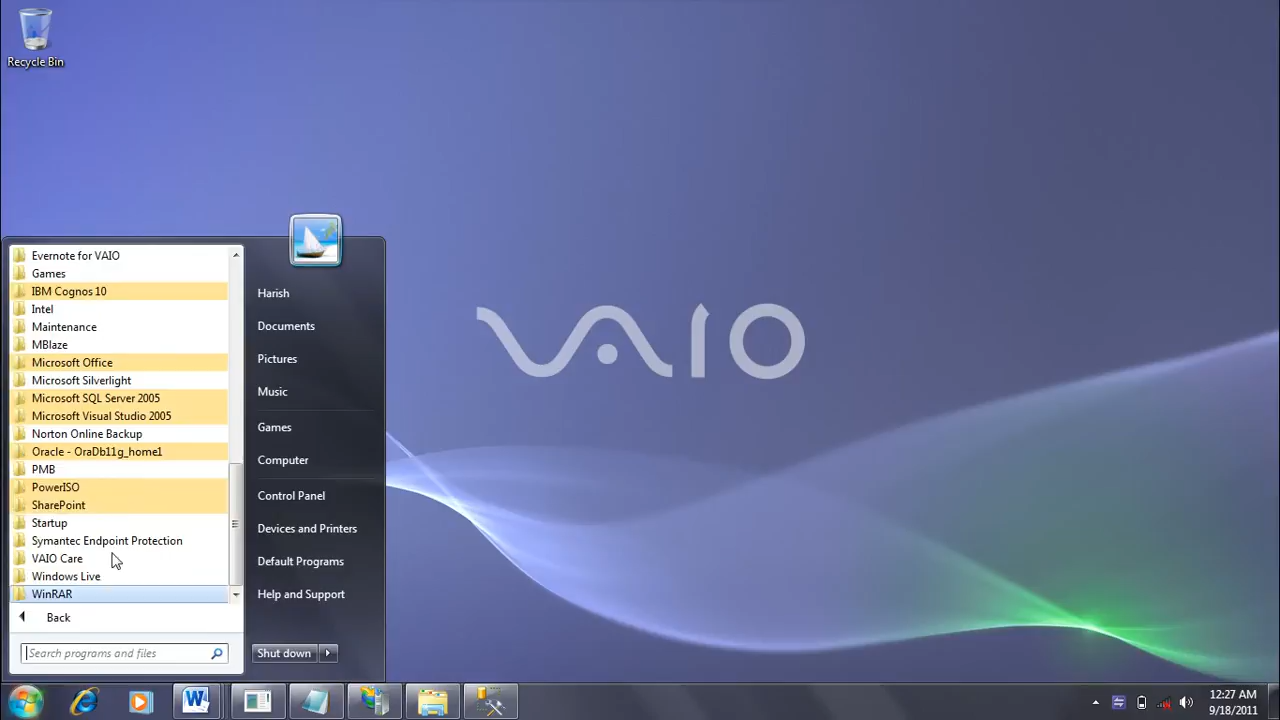 Recycle Bin
VAIO
Evernote for VAIO
Games
IBM Cognos 10
Intel
Maintenance
MBlaze
Microsoft Office
Microsoft Silverlight
Microsoft SQL Server 2005
Microsoft Visual Studio 2005
Norton Online Backup
Oracle - OraDb11g_home1
PMB
PowerISO
SharePoint
Startup
Symantec Endpoint Protection
VAIO Care
Windows Live
WinRAR
Back
Search programs and files
Harish
Documents
Pictures
Music
Games
Computer
Control Panel
Devices and Printers
Default Programs
Help and Support
Shut down
12:27 AM
9/18/2011